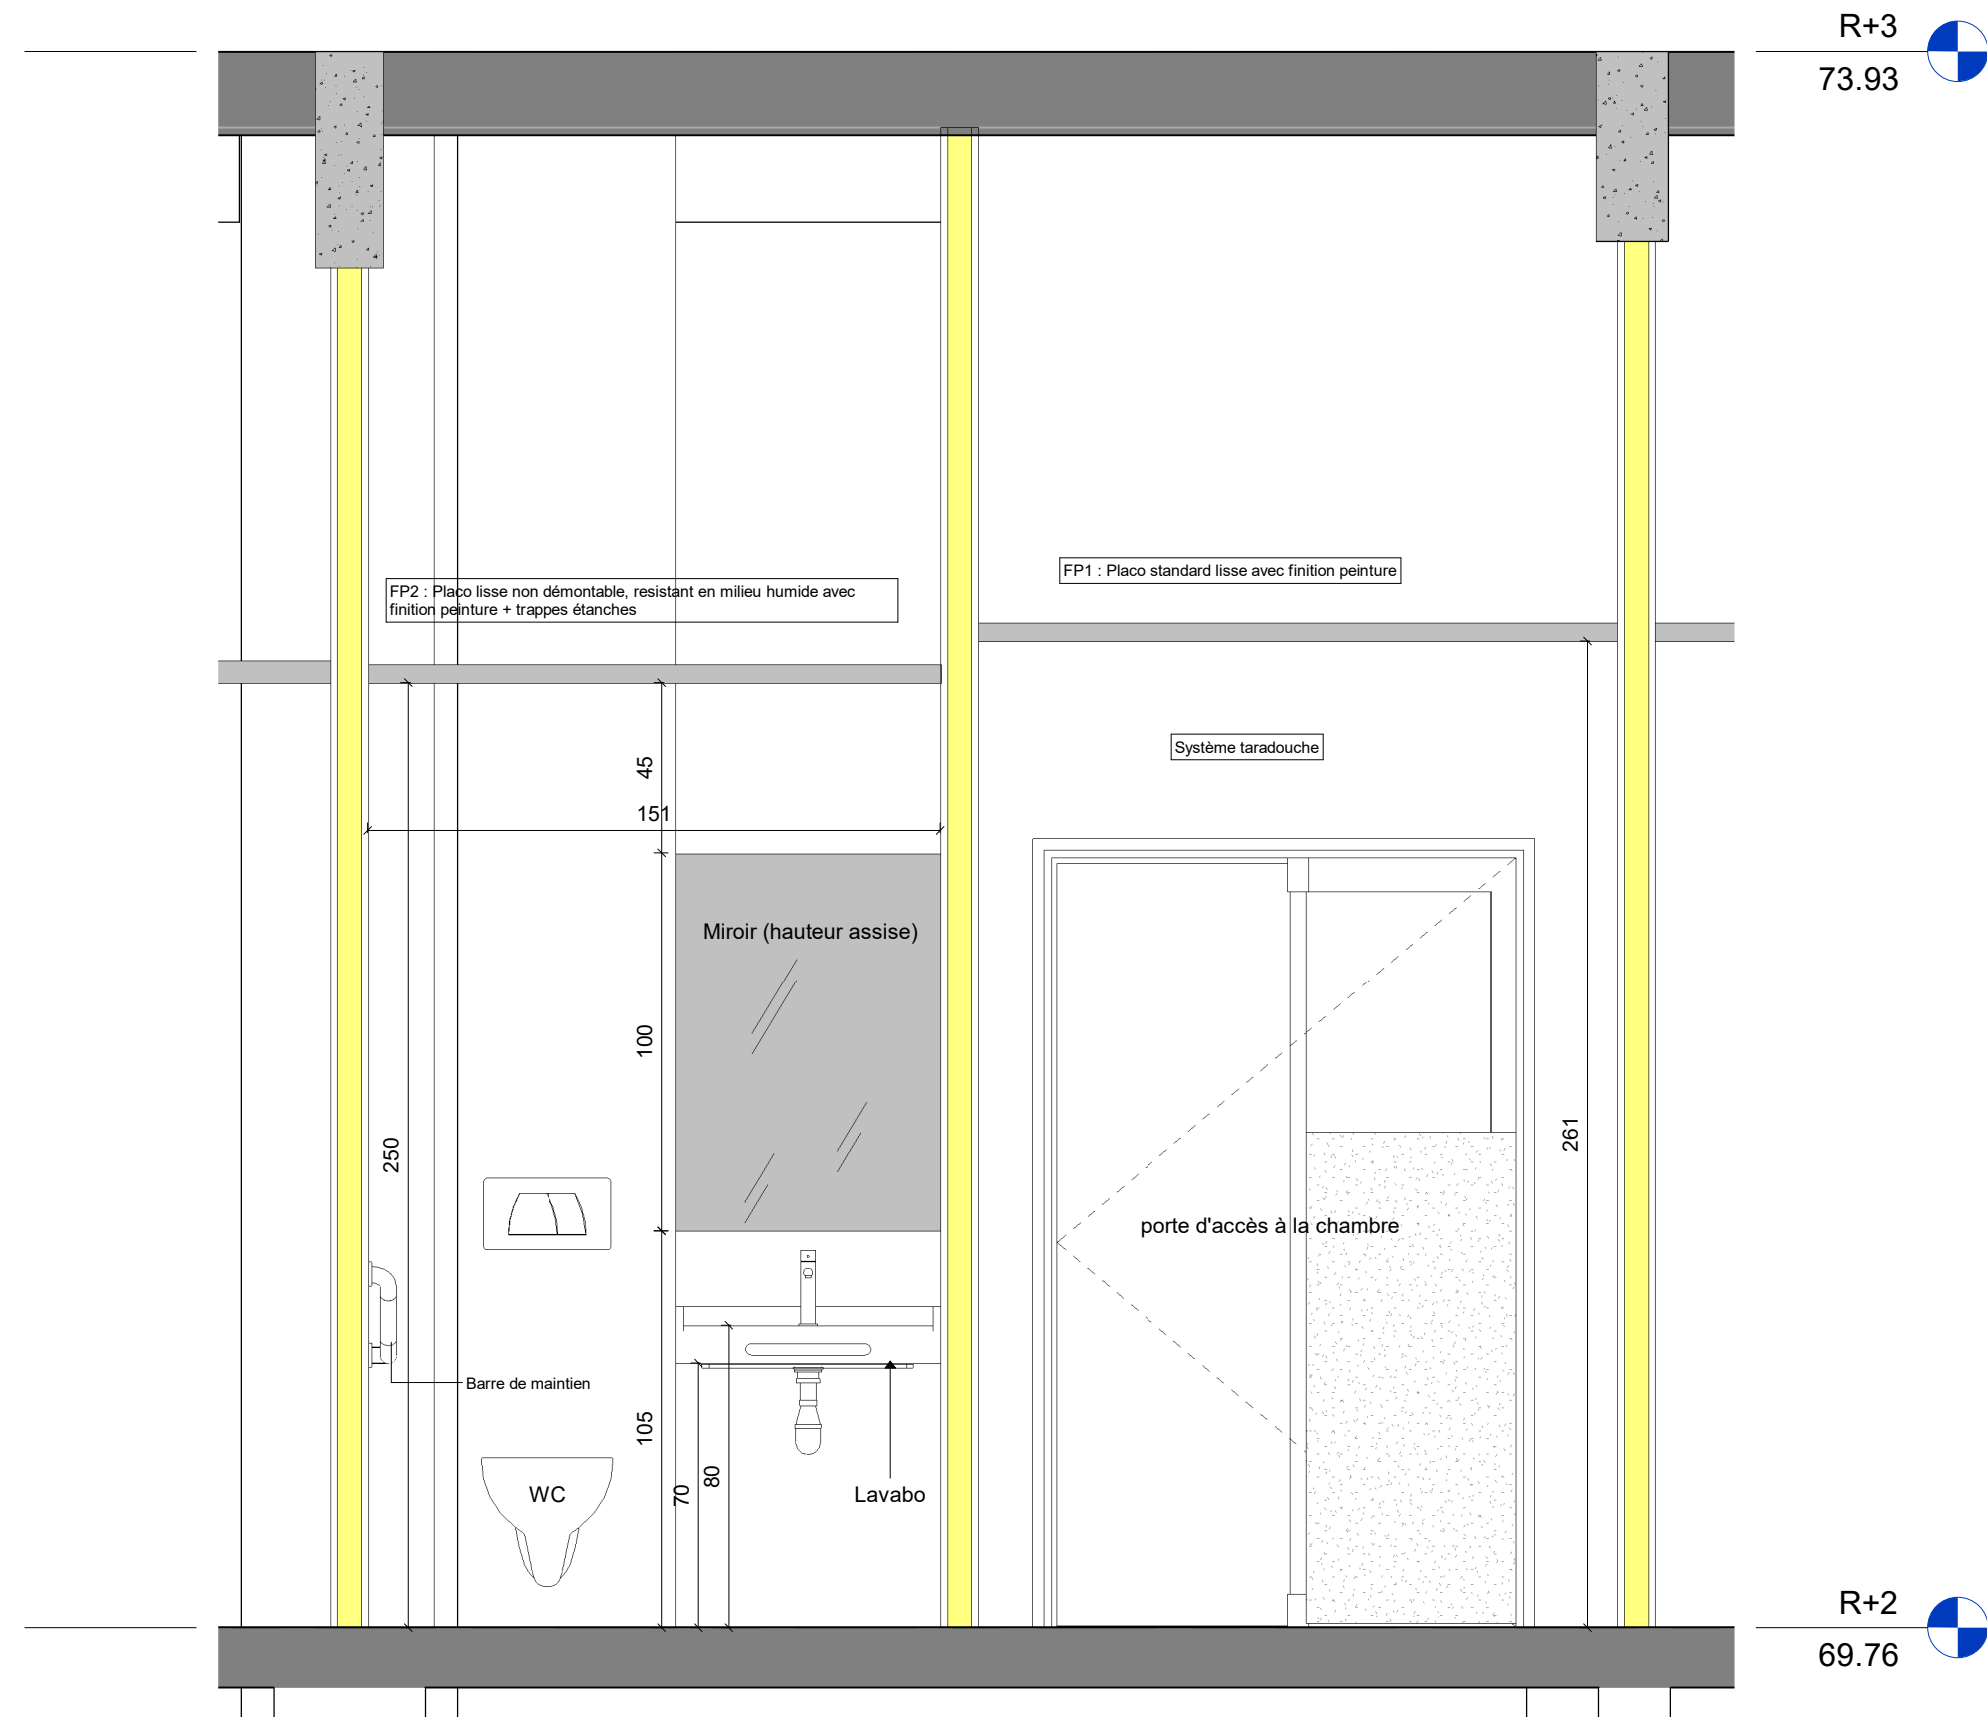 R+3
73.93
FP1 : Placo standard lisse avec finition peinture
FP2 : Placo lisse non démontable, resistant en milieu humide avec
finition peinture + trappes étanches
Système taradouche
45
151
Miroir (hauteur assise)
100
250
261
porte d'accès à la chambre
Barre de maintien
105
70
80
WC
Lavabo
R+2
69.76